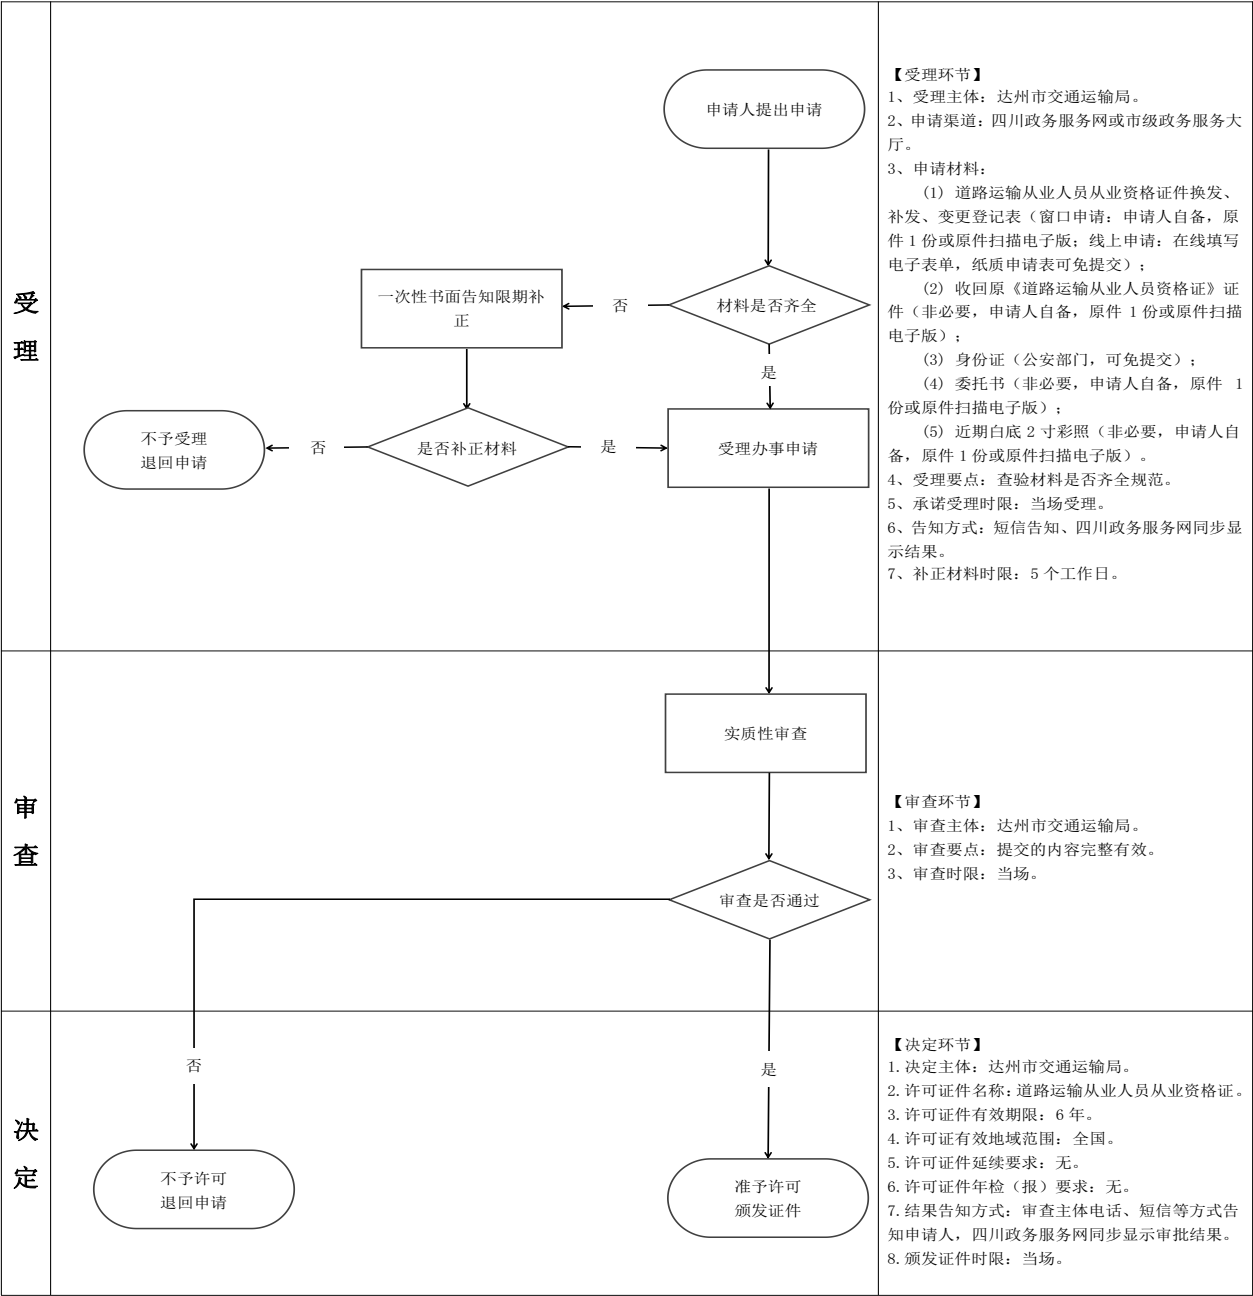 受
理
申请人提出申请
材料是否齐全
否
一次性书面告知限期补
正
是
是否补正材料
否
不予受理
退回申请
是
受理办事申请
【受理环节】
1、受理主体：达州市交通运输局。
2、申请渠道：四川政务服务网或市级政务服务大
厅。
3、申请材料：
（1）道路运输从业人员从业资格证件换发、
补发、变更登记表（窗口申请：申请人自备，原
件 1 份或原件扫描电子版；线上申请：在线填写
电子表单，纸质申请表可免提交）；
（2）收回原《道路运输从业人员资格证》证
件（非必要，申请人自备，原件 1 份或原件扫描
电子版）；
（3）身份证（公安部门，可免提交）；
（4）委托书（非必要，申请人自备，原件 1
份或原件扫描电子版）；
（5）近期白底 2 寸彩照（非必要，申请人自
备，原件 1 份或原件扫描电子版）。
4、受理要点：查验材料是否齐全规范。
5、承诺受理时限：当场受理。
6、告知方式：短信告知、四川政务服务网同步显
示结果。
7、补正材料时限：5 个工作日。
审
查
实质性审查
审查是否通过
【审查环节】
1、审查主体：达州市交通运输局。
2、审查要点：提交的内容完整有效。
3、审查时限：当场。
决
定
否
不予许可
退回申请
是
准予许可
颁发证件
【决定环节】
1.决定主体：达州市交通运输局。
2.许可证件名称：道路运输从业人员从业资格证。
3.许可证件有效期限：6 年。
4.许可证有效地域范围：全国。
5.许可证件延续要求：无。
6.许可证件年检（报）要求：无。
7.结果告知方式：审查主体电话、短信等方式告
知申请人，四川政务服务网同步显示审批结果。
8.颁发证件时限：当场。